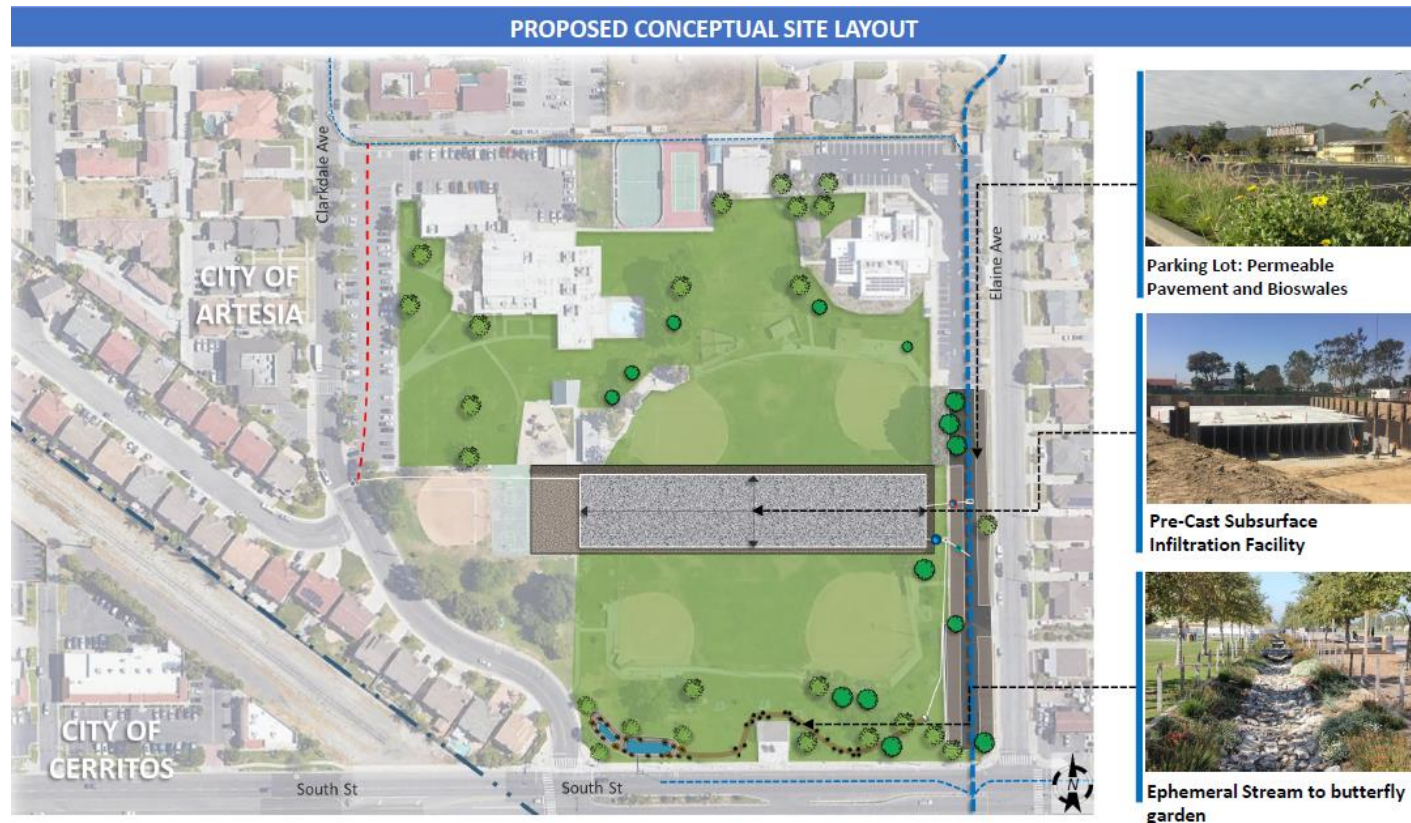 PROPOSED CONCEPTUAL SITE LAYOUT
Clarkdale Ave
CITY OF
ARTESIA
Elaine Ave
CITY OF
CERRITOS
South St
South St
N
Parking Lot: Permeable
Pavement and Bioswales
Pre-Cast Subsurface
Infiltration Facility
Ephemeral Stream to butterfly
garden